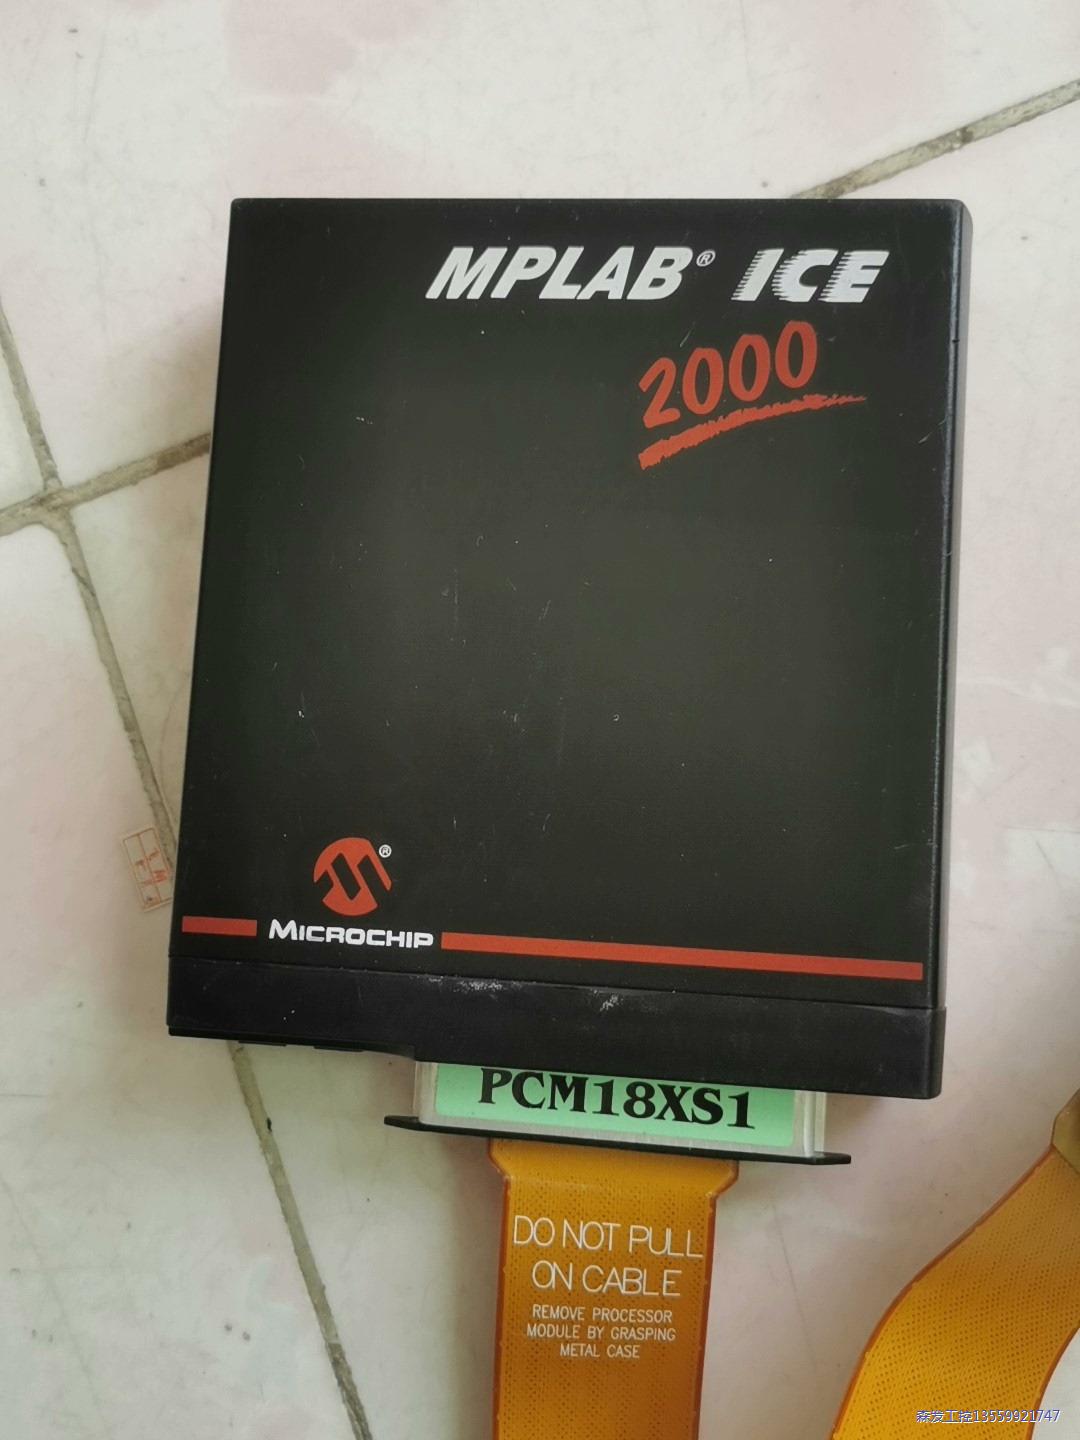 MPLAB® ICE
2000
®
MICROCHIP
PCM18XS1
DO NOT PULL
ON CABLE
REMOVE PROCESSOR
MODULE BY GRASPING
METAL CASE
森发工控13559921747